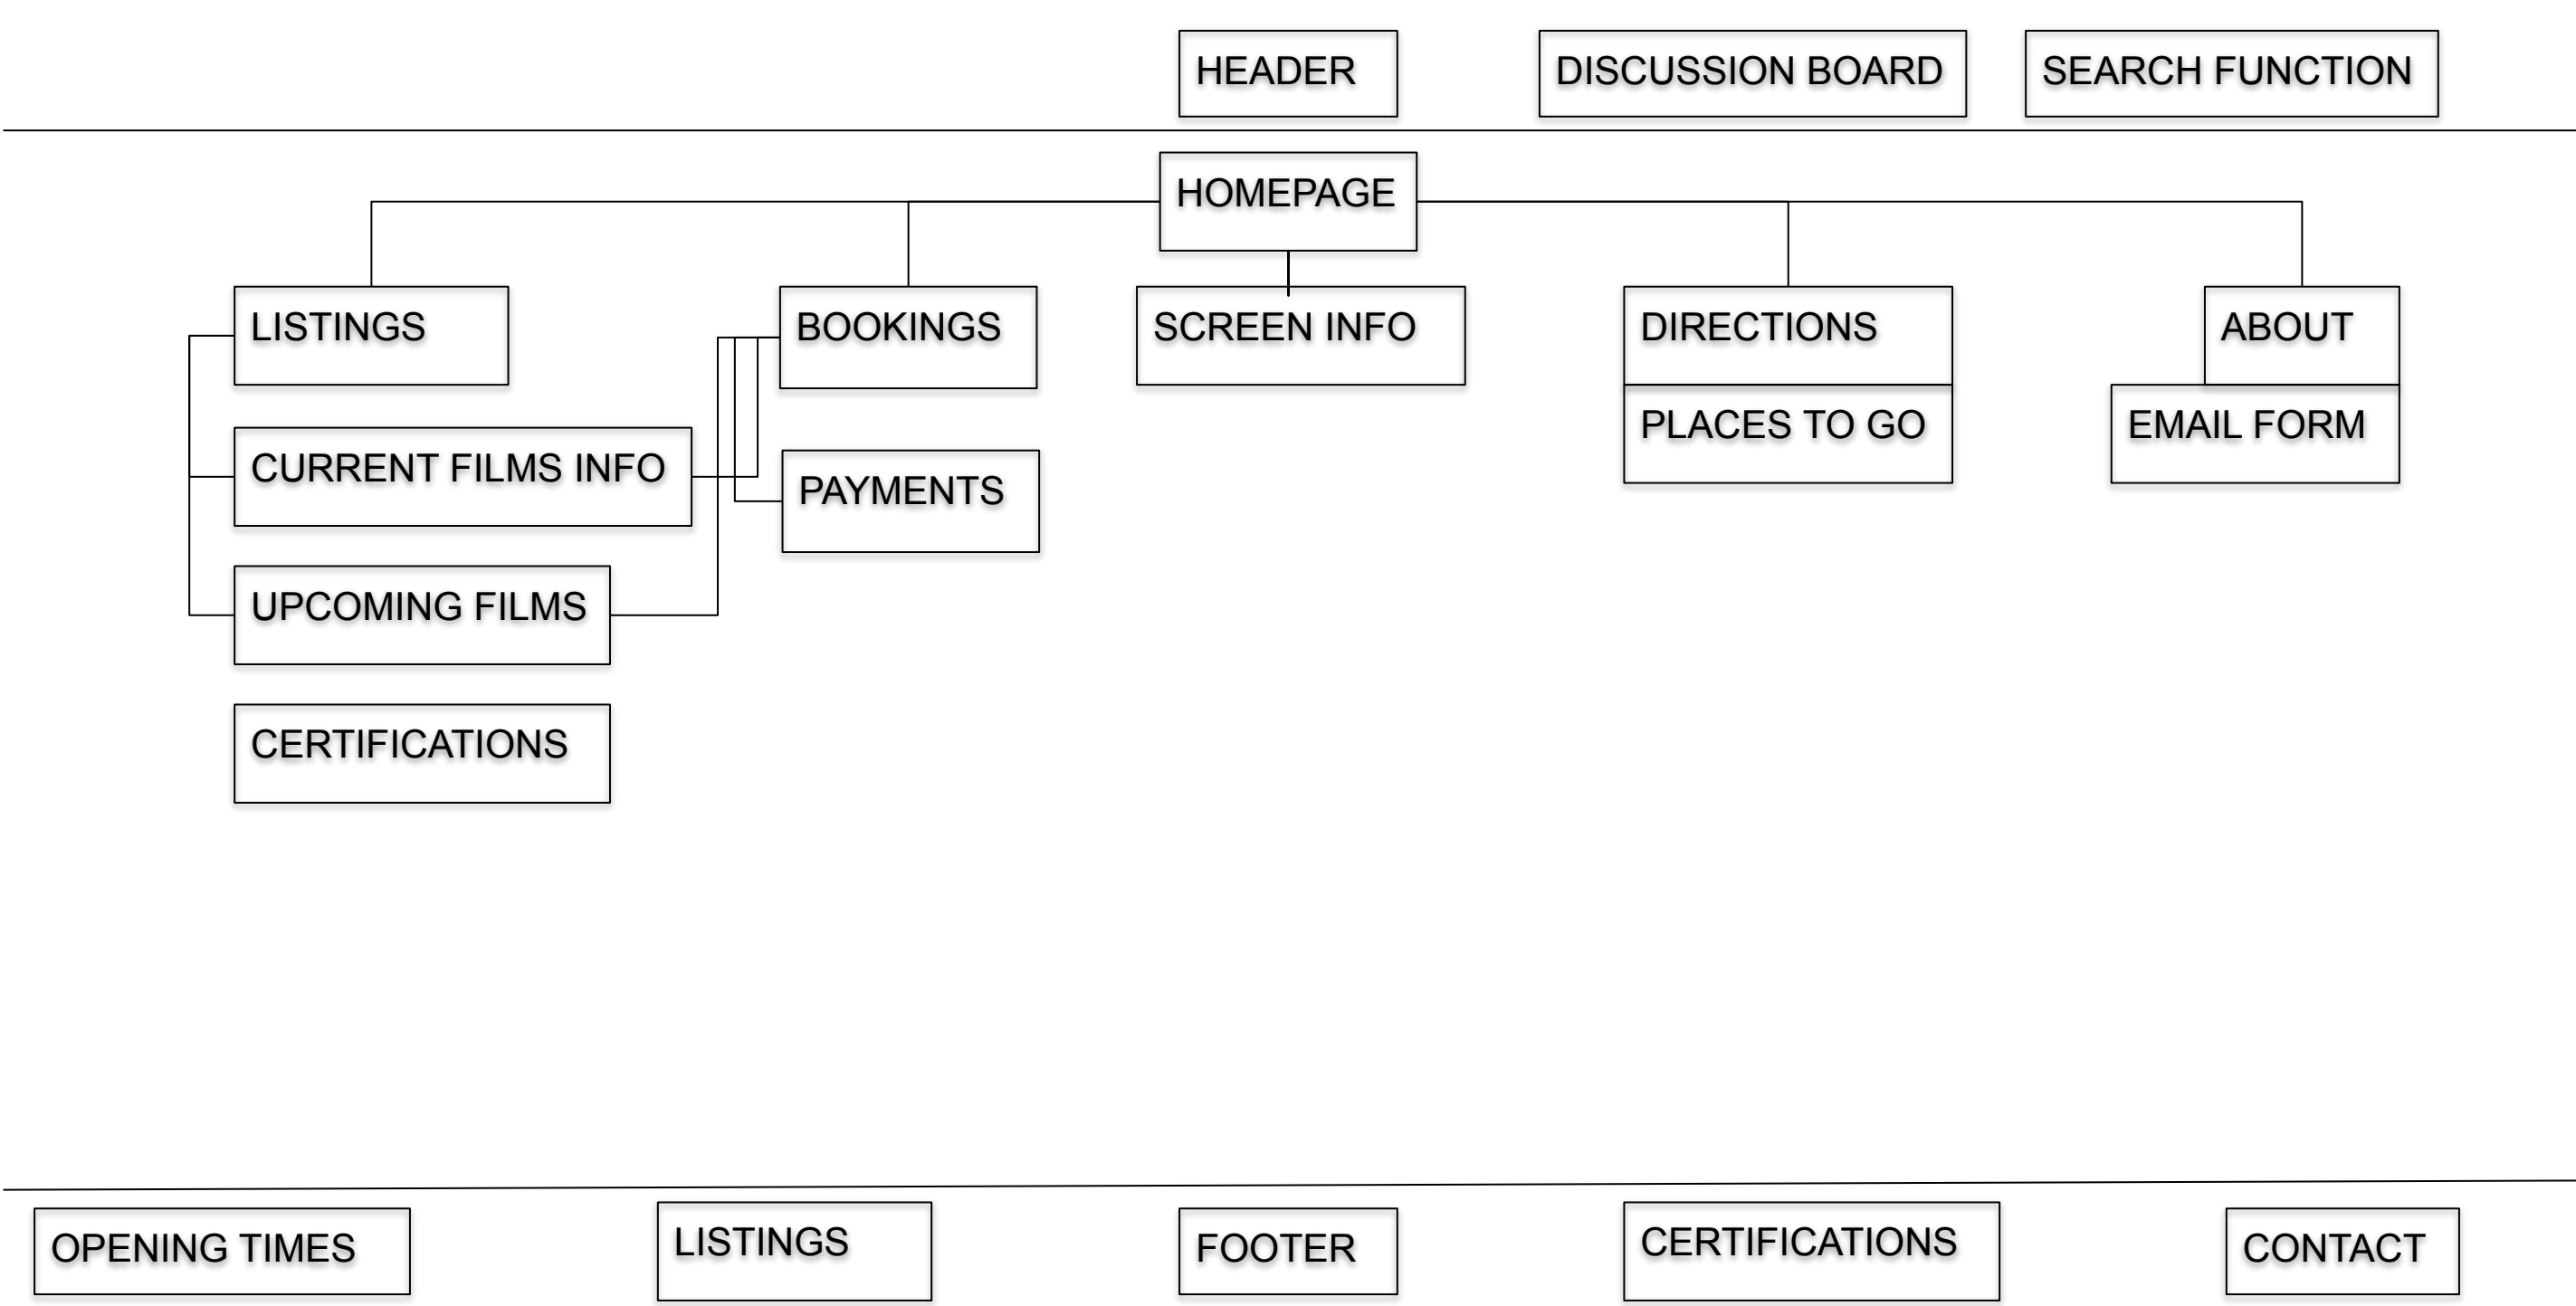 HEADER
DISCUSSION BOARD
SEARCH FUNCTION
HOMEPAGE
LISTINGS
BOOKINGS
SCREEN INFO
DIRECTIONS
ABOUT
CURRENT FILMS INFO
PAYMENTS
PLACES TO GO
EMAIL FORM
UPCOMING FILMS
CERTIFICATIONS
OPENING TIMES
LISTINGS
FOOTER
CERTIFICATIONS
CONTACT